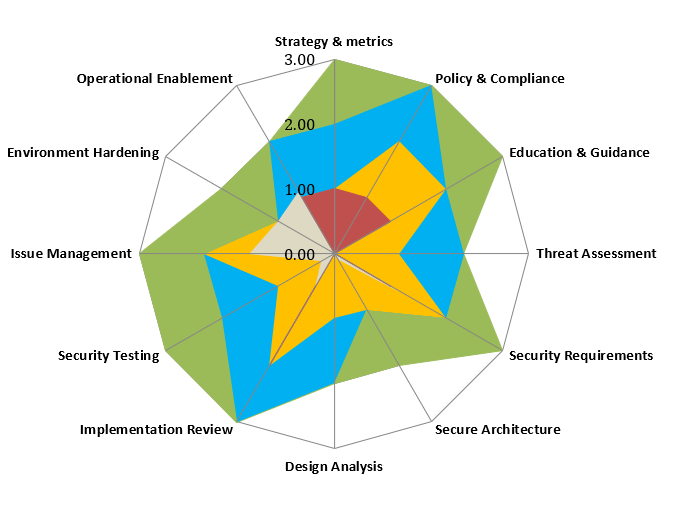 Strategy & metrics
3.00
Operational Enablement
Policy & Compliance
2.00
Environment Hardening
Education & Guidance
1.00
Issue Management
0.00
Threat Assessment
Security Testing
Security Requirements
Implementation Review
Secure Architecture
Design Analysis